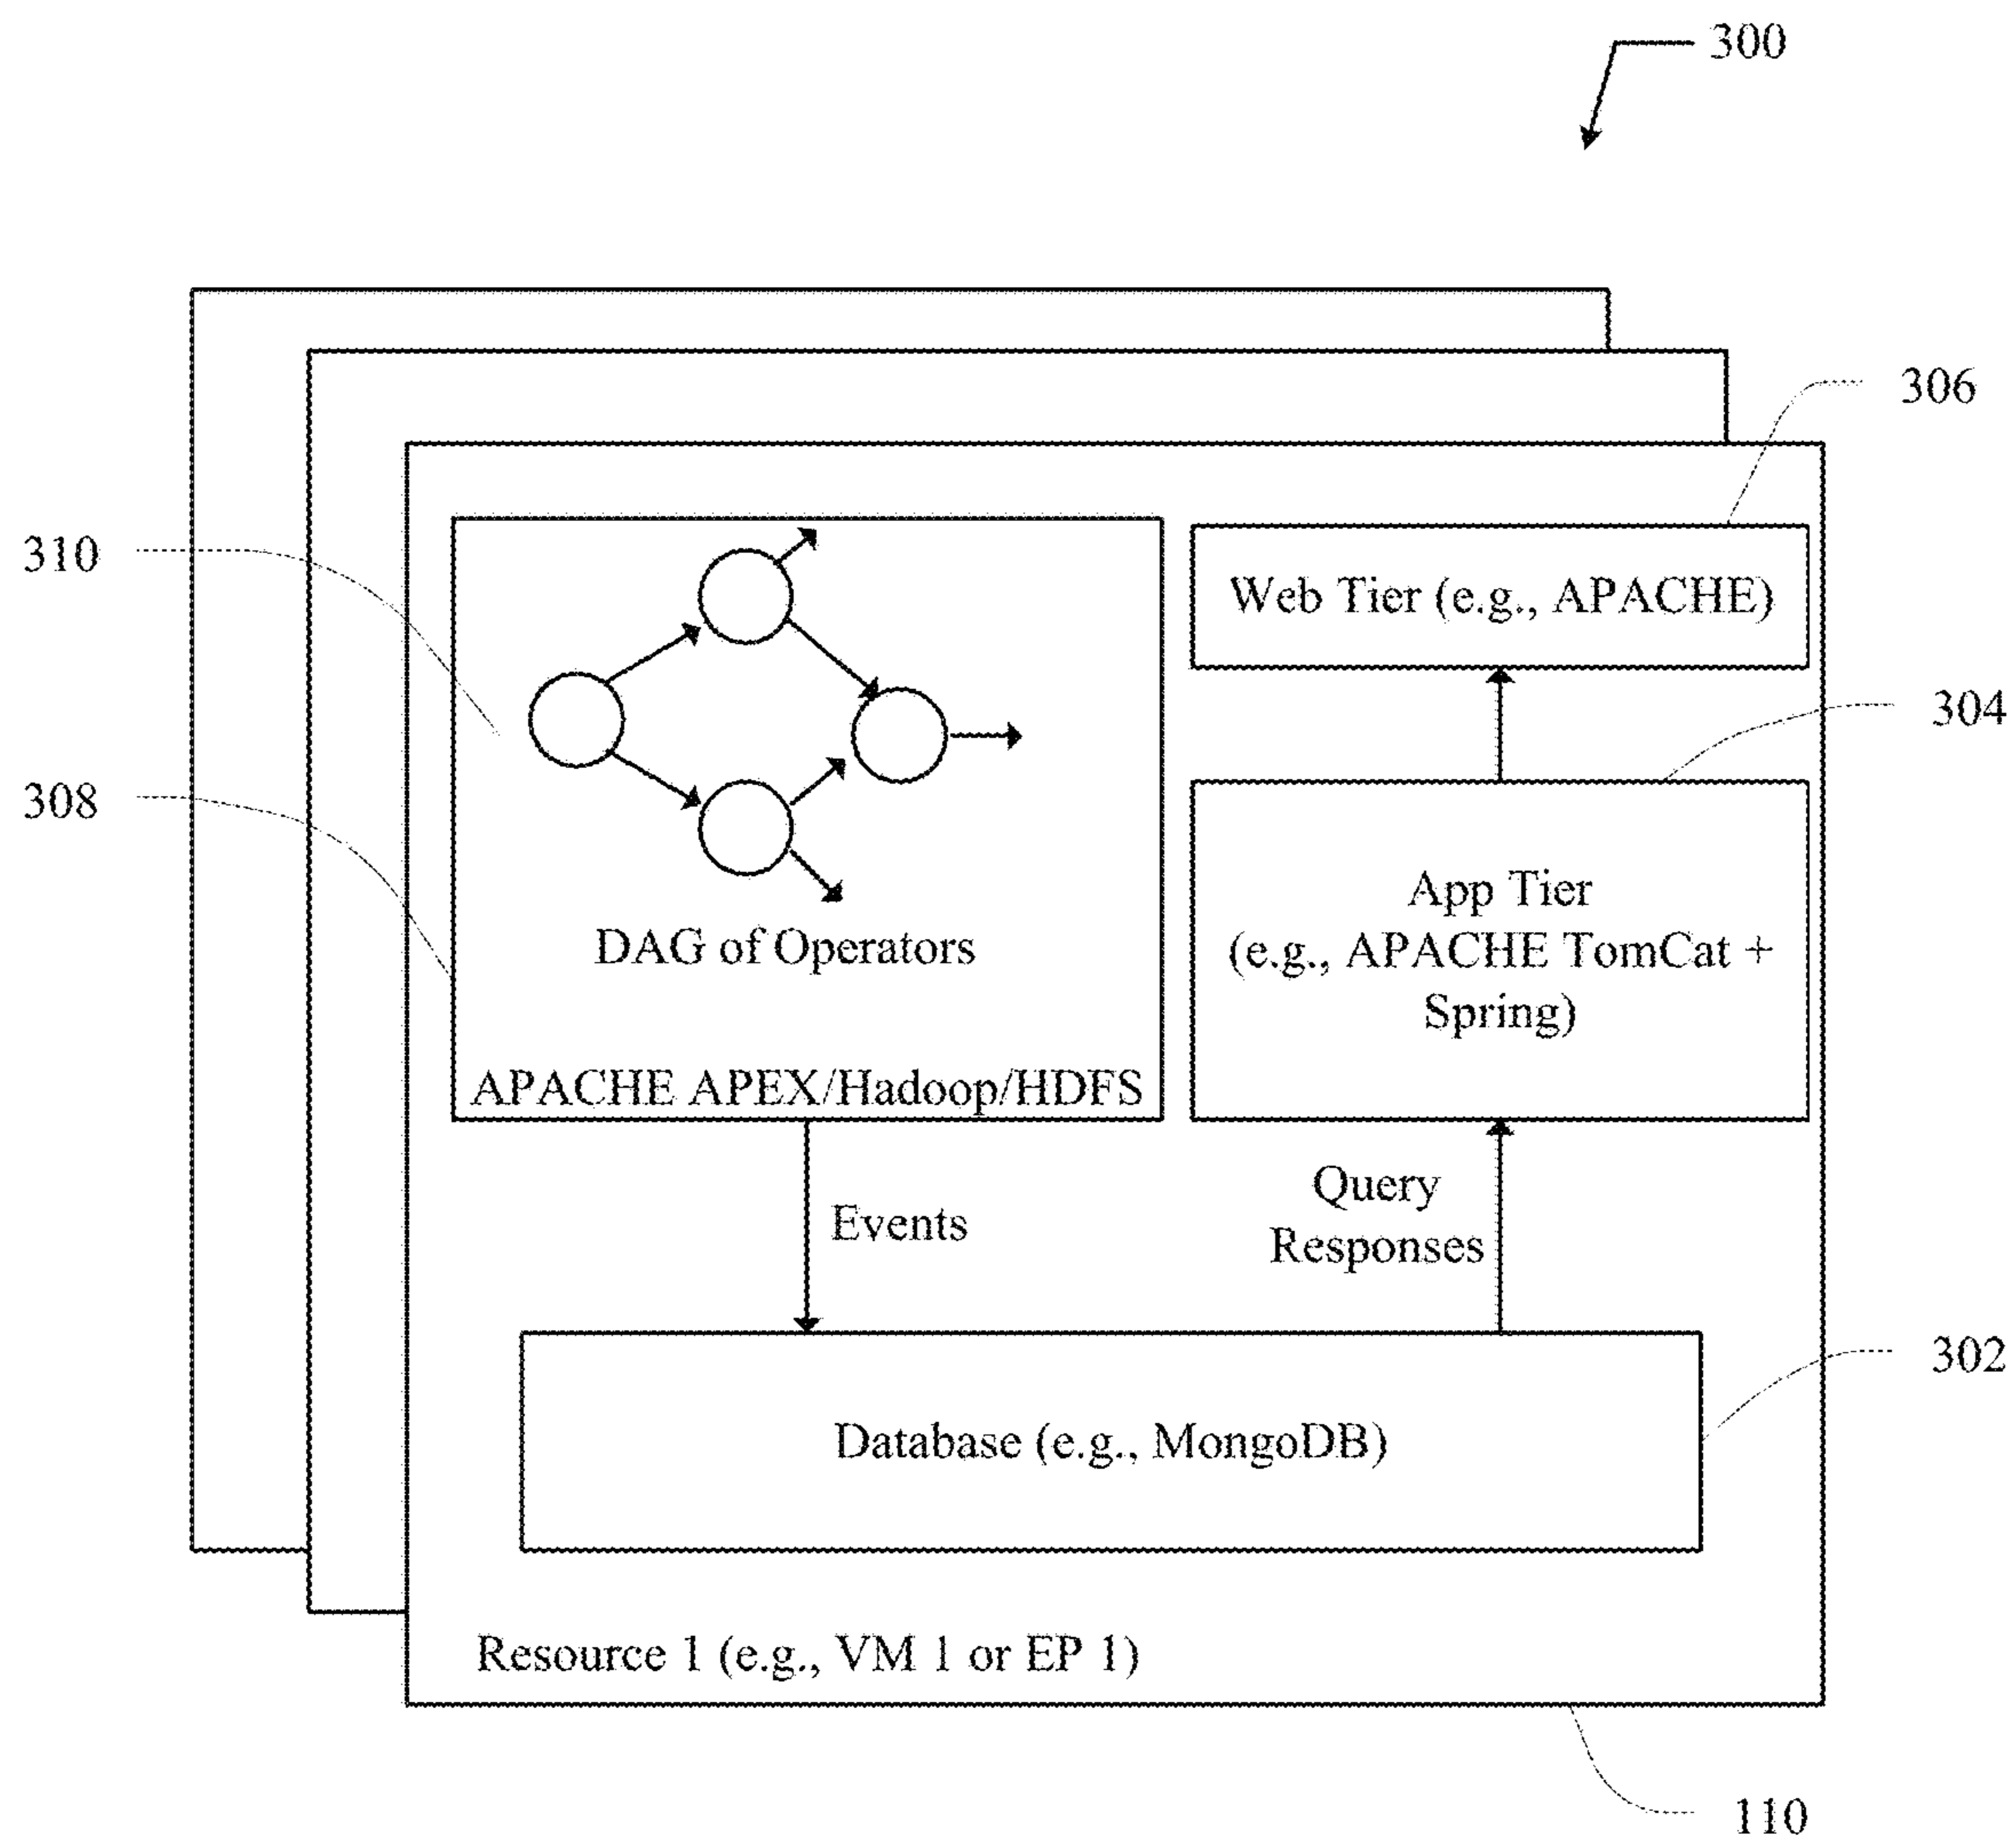 300
306
310
Web Tier (e.g., APACHE)
304
308
App Tier
(e.g., APACHE TomCat +
Spring)
DAG of Operators
APACHE APEX/Hadoop/HDFS
Events
Query
Responses
302
Database (e.g., MongoDB)
Resource 1 (e.g., VM 1 or EP 1)
110